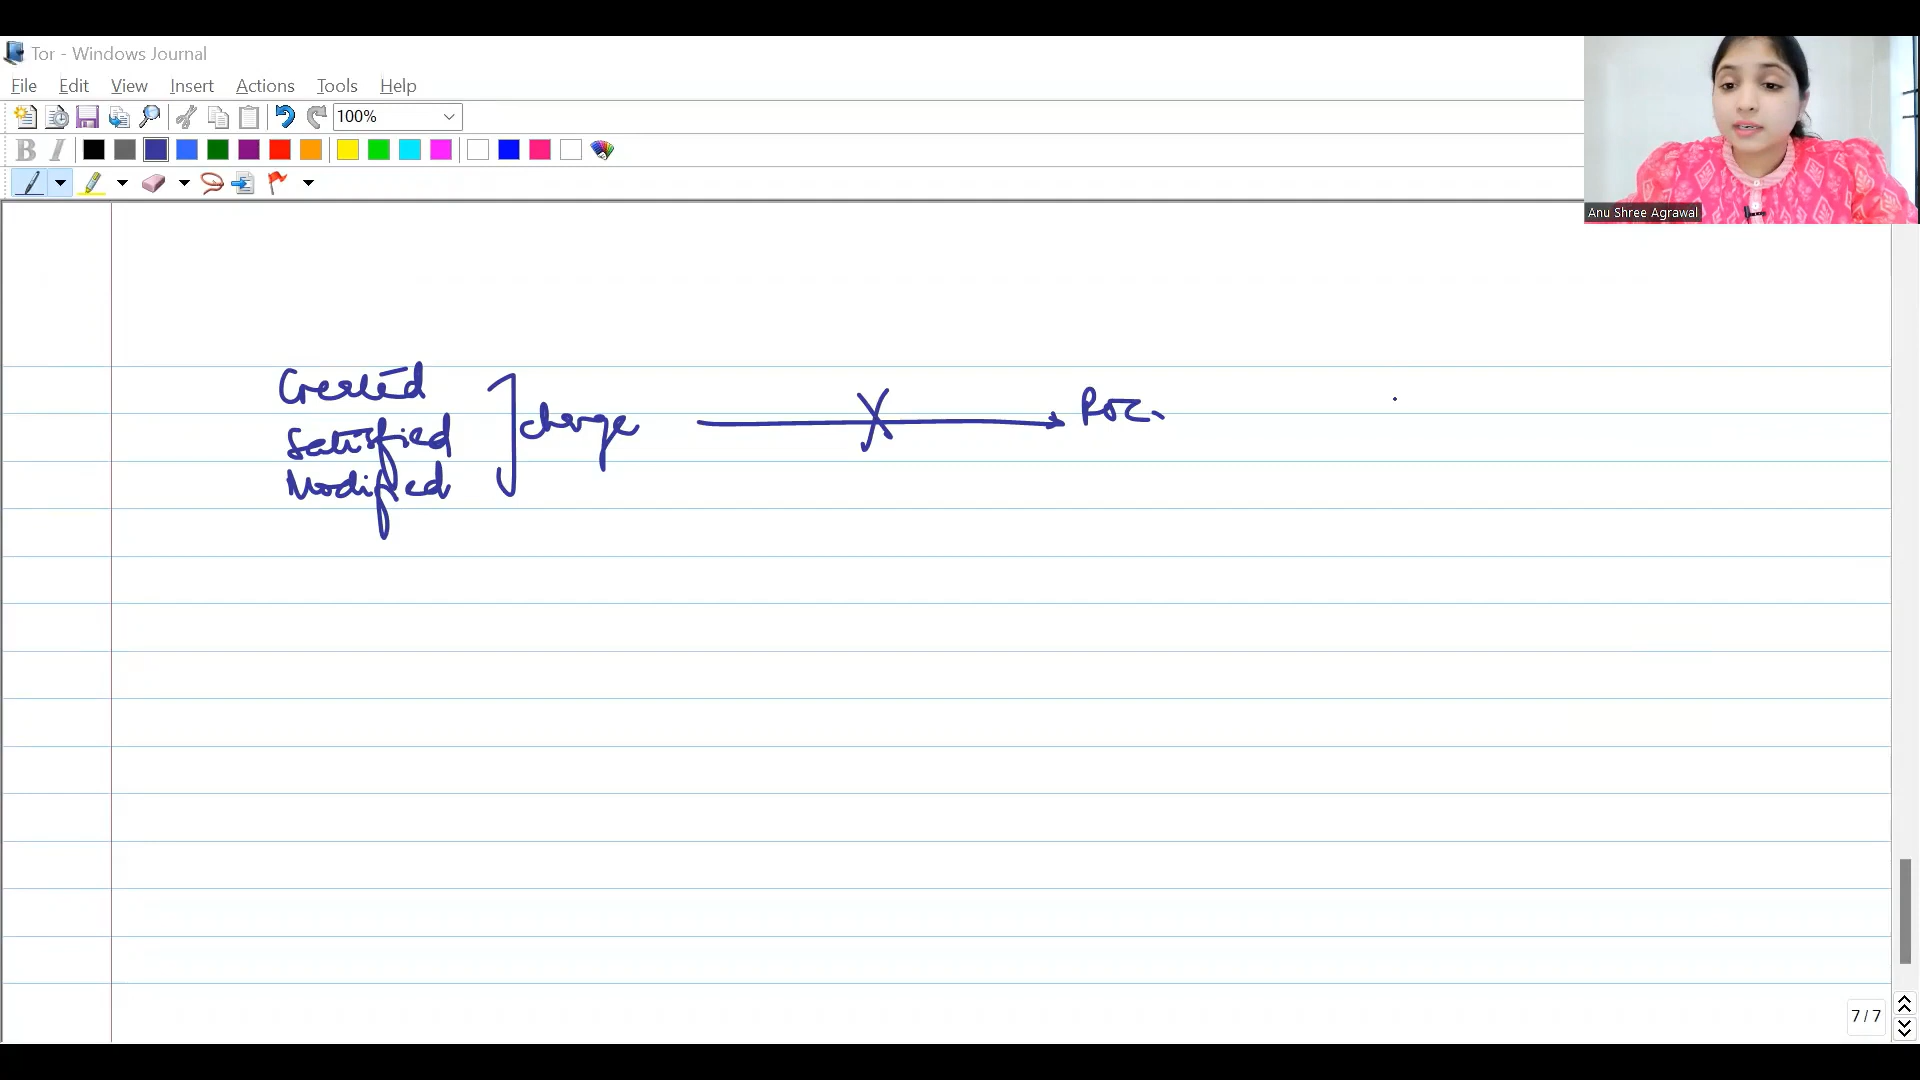 Tor - Windows Journal
File Edit View Insert Actions Tools Help
100%
B I
Anu Shree Agrawal
Created
Satisfied
Modified
charge
ROC
7 / 7